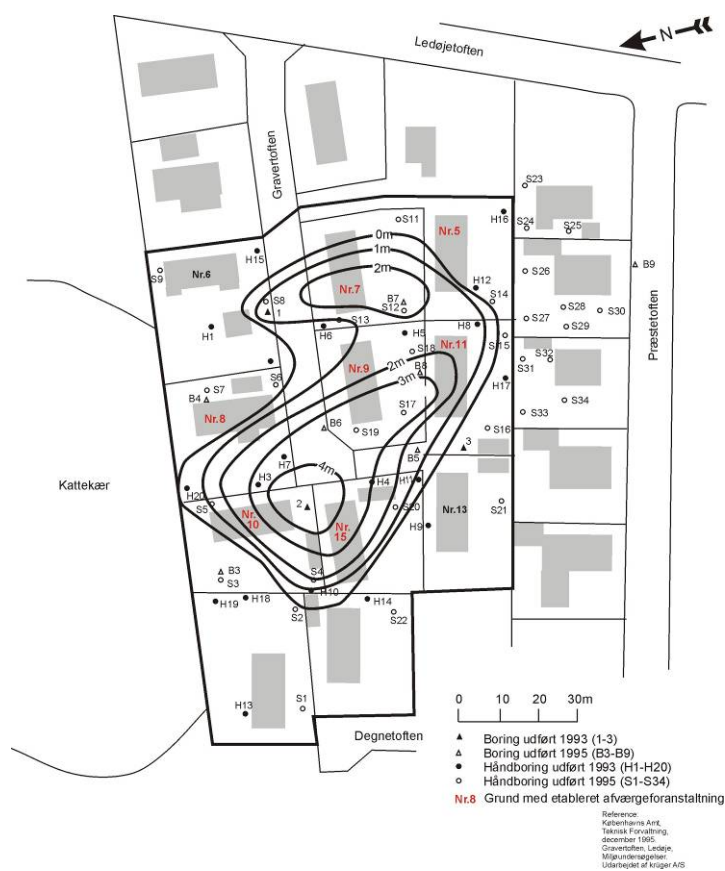 Ledøjetoften
N
Gravertoften
S23
S11
Nr.5
H16
S24
S25
0m
1m
H15
Nr.6
S9
2m
S26
B9
Nr.7
H12
S8
1
B7
S12
S14
S28
S30
Præstetoften
H1
S13
H6
H5
H8
S27
S29
S15
S18
Nr.11
2m
B8
S31
S32
Nr.9
3m
H17
S6
S7
B4
Nr.8
S17
S33
S34
B6
S19
S16
3
B5
H7
Kattekær
4m
H20
H3
H4
H11
2
Nr.13
S5
Nr.
10
Nr.
15
S20
S21
H9
B3
S3
S4
H10
H19
H18
H14
S2
S22
S1
H13
Degnetoften
0 10 20 30m
Boring udført 1993 (1-3)
Boring udført 1995 (B3-B9)
Håndboring udført 1993 (H1-H20)
Håndboring udført 1995 (S1-S34)
Nr.8 Grund med etableret afværgeforanstaltning
Reference:
Københavns Amt,
Teknisk Forvaltning,
december 1995.
Gravertoften, Ledøje,
Miljøundersøgelser.
Udarbejdet af krüger A/S